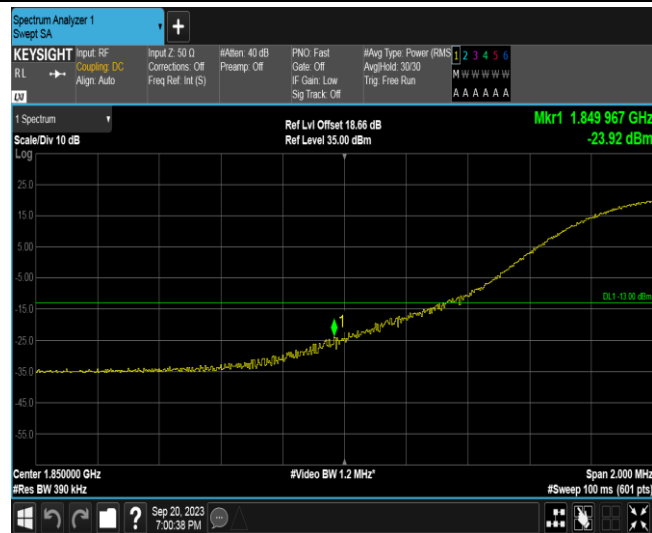 Spectrum Analyzer 1
Swept SA
+
KEYSIGHT
RL
LXI
Input: RF
Coupling: DC
Align: Auto
Input Z: 50 Ω
Corrections: Off
Freq Ref: Int (S)
#Atten: 40 dB
Preamp: Off
PNO: Fast
Gate: Off
IF Gain: Low
Sig Track: Off
#Avg Type: Power (RMS
Avg|Hold: 30/30
Trig: Free Run
1 2 3 4 5 6
M W W W W W
A A A A A A
1 Spectrum
Scale/Div 10 dB
Log
Ref Lvl Offset 18.66 dB
Ref Level 35.00 dBm
Mkr1 1.849 967 GHz
-23.92 dBm
25.0
15.0
5.00
-5.00
DL1 -13.00 dBm
-15.0
1
-25.0
-35.0
-45.0
-55.0
Center 1.850000 GHz
#Res BW 390 kHz
#Video BW 1.2 MHz*
Span 2.000 MHz
#Sweep 100 ms (601 pts)
?
Sep 20, 2023
7:00:38 PM